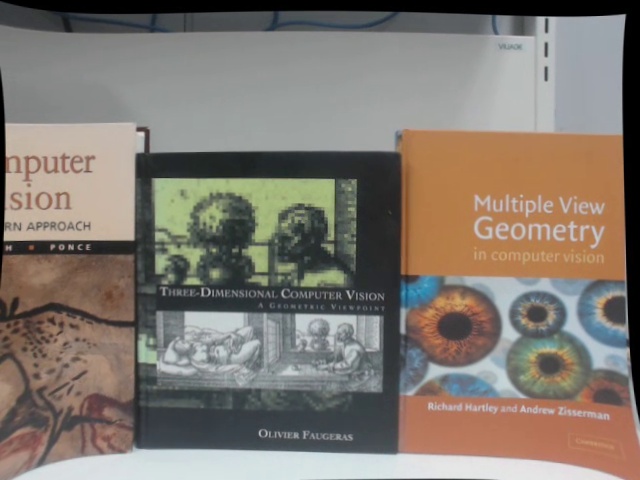 VILIADE
mputer
ision
RN APPROACH
H ▪ PONCE
THREE-DIMENSIONAL COMPUTER VISION
A GEOMETRIC VIEWPOINT
OLIVIER FAUGERAS
Multiple View
Geometry
in computer vision
Richard Hartley and Andrew Zisserman
CAMBRIDGE